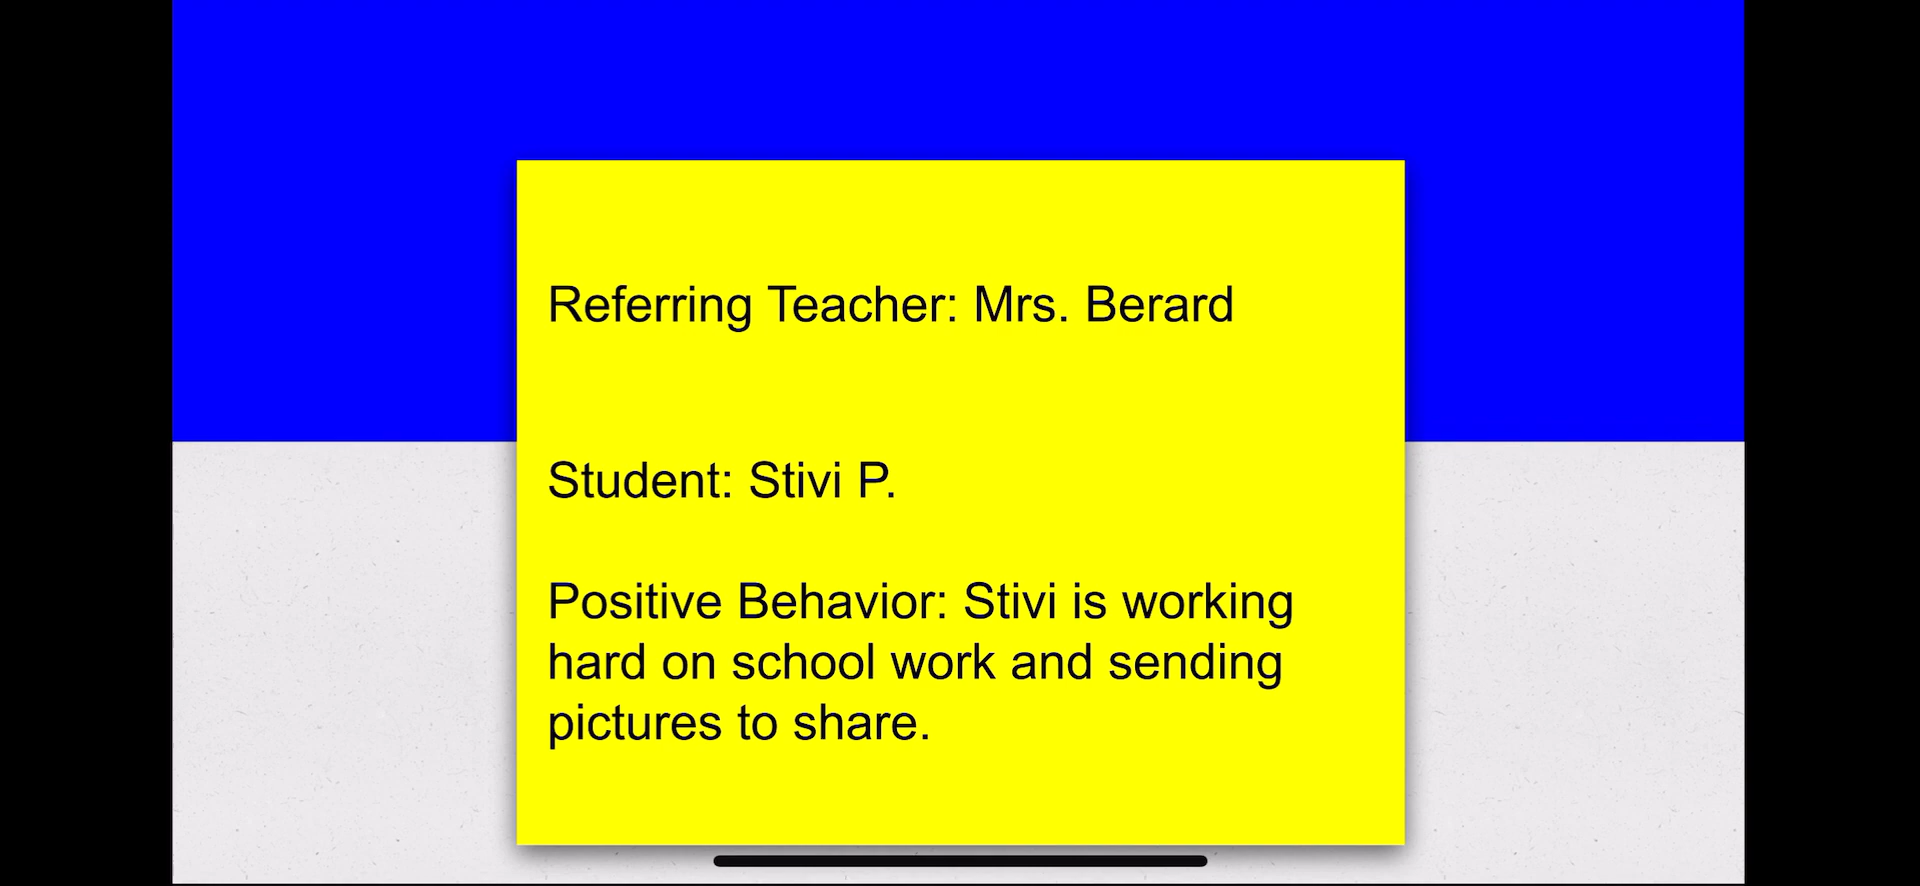 Referring Teacher: Mrs. Berard
Student: Stivi P.
Positive Behavior: Stivi is working
hard on school work and sending
pictures to share.